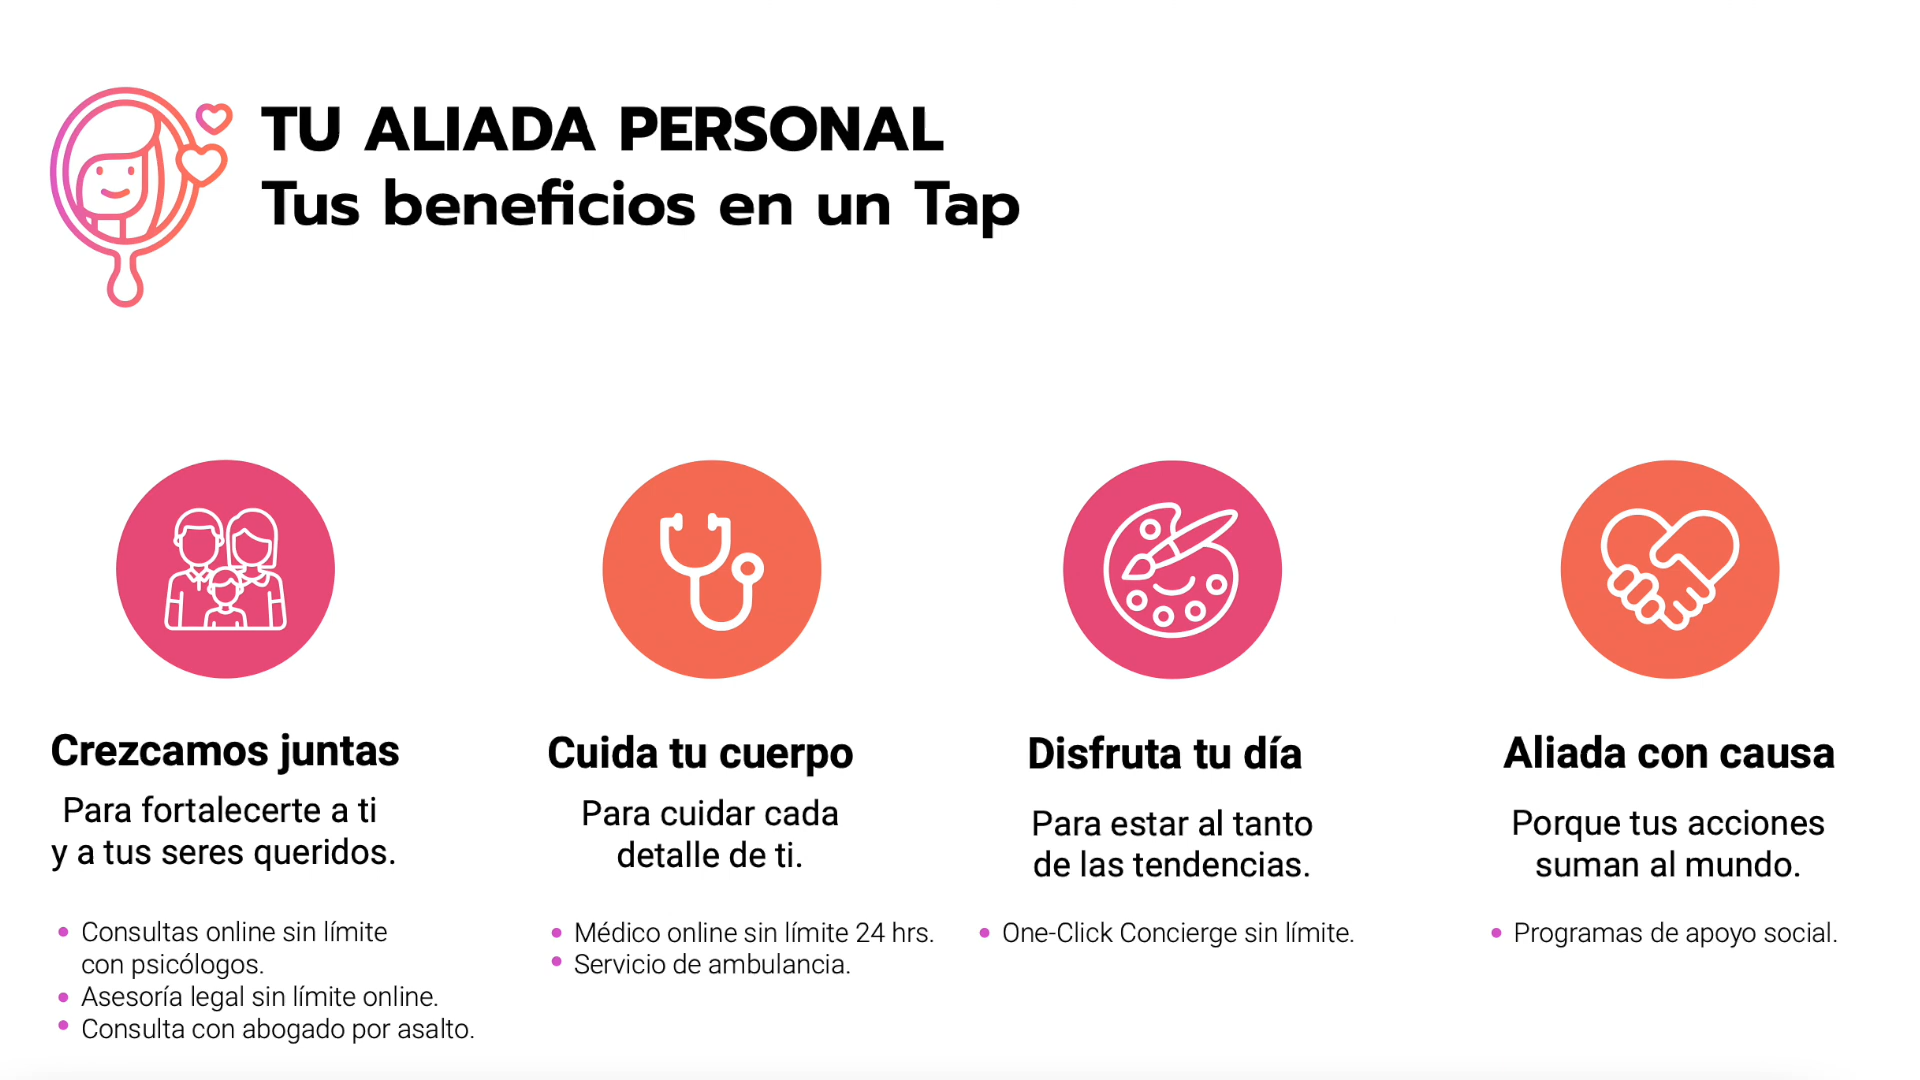 TU ALIADA PERSONAL
Tus beneficios en un Tap
Crezcamos juntas
Para fortalecerte a ti
y a tus seres queridos.
• Consultas online sin límite
con psicólogos.
• Asesoría legal sin límite online.
• Consulta con abogado por asalto.
Cuida tu cuerpo
Para cuidar cada
detalle de ti.
• Médico online sin límite 24 hrs.
• Servicio de ambulancia.
Disfruta tu día
Para estar al tanto
de las tendencias.
• One-Click Concierge sin límite.
Aliada con causa
Porque tus acciones
suman al mundo.
• Programas de apoyo social.